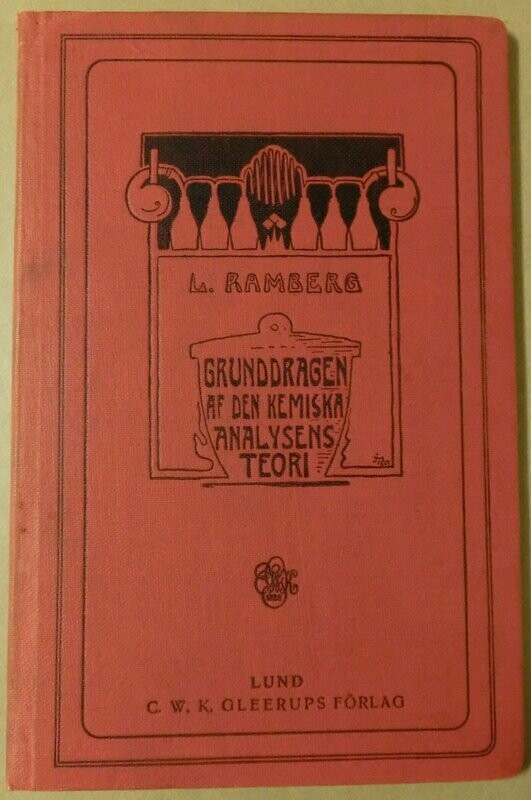 L. RAMBERG
GRUNDDRAGEN
AF DEN KEMISKA
ANALYSENS
TEORI
LUND
C. W. K. GLEERUPS FÖRLAG